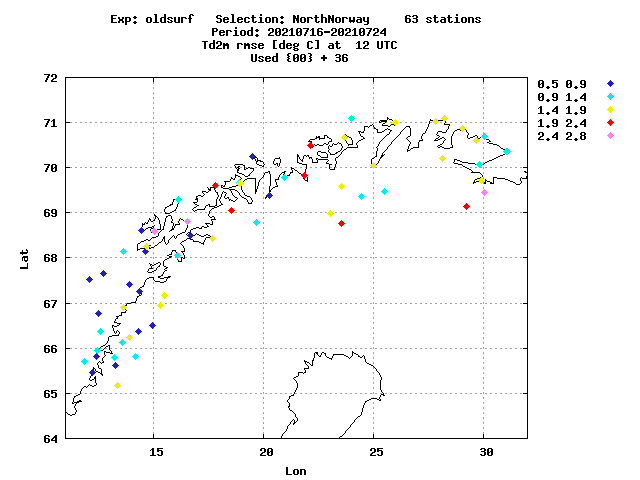 Exp: oldsurf Selection: NorthNorway 63 stations
Period: 20210716-20210724
Td2m rmse [deg C] at 12 UTC
Used {00} + 36
72
71
70
69
68
67
66
65
64
Lat
15 20 25 30
Lon
0.5 0.9
0.9 1.4
1.4 1.9
1.9 2.4
2.4 2.8